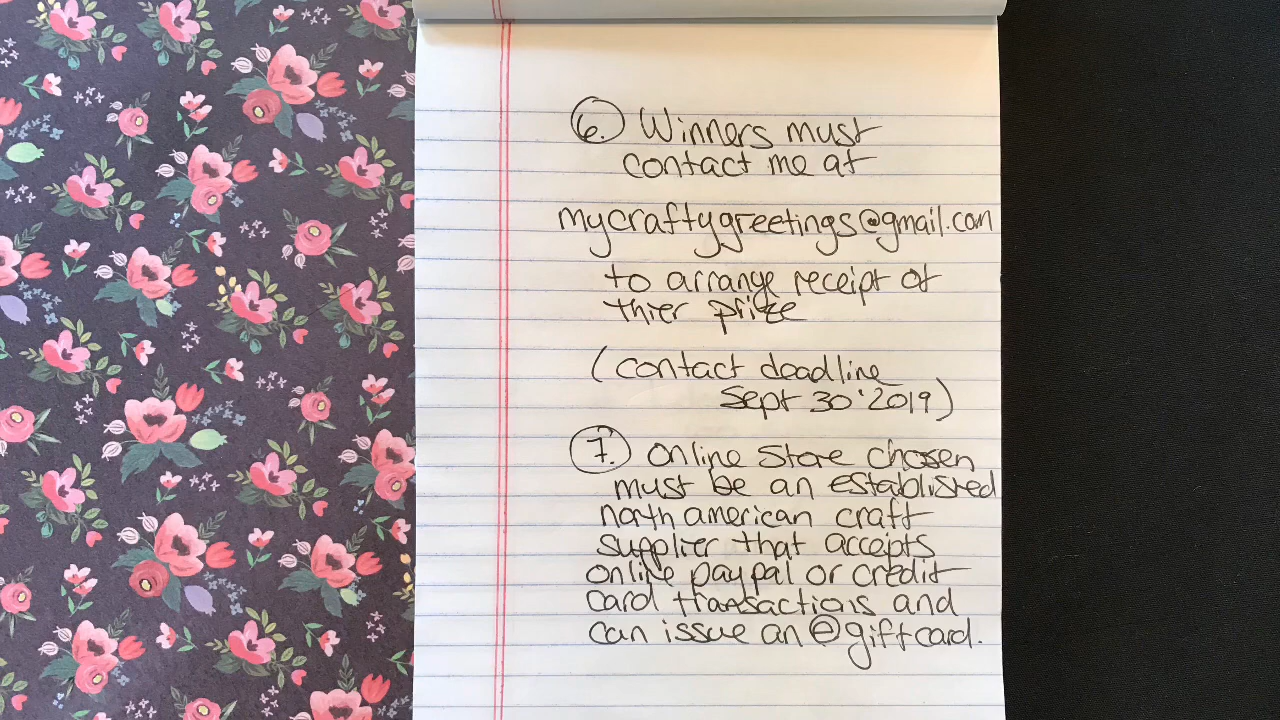 6. Winners must
contact me at
mycraftygreetings@gmail.com
to arrange receipt of
thier prize
(contact deadline
Sept 30 '2019)
7. Online Store chosen
must be an established
north american craft
supplier that accepts
online paypal or credit
card transactions and
can issue an e giftcard.